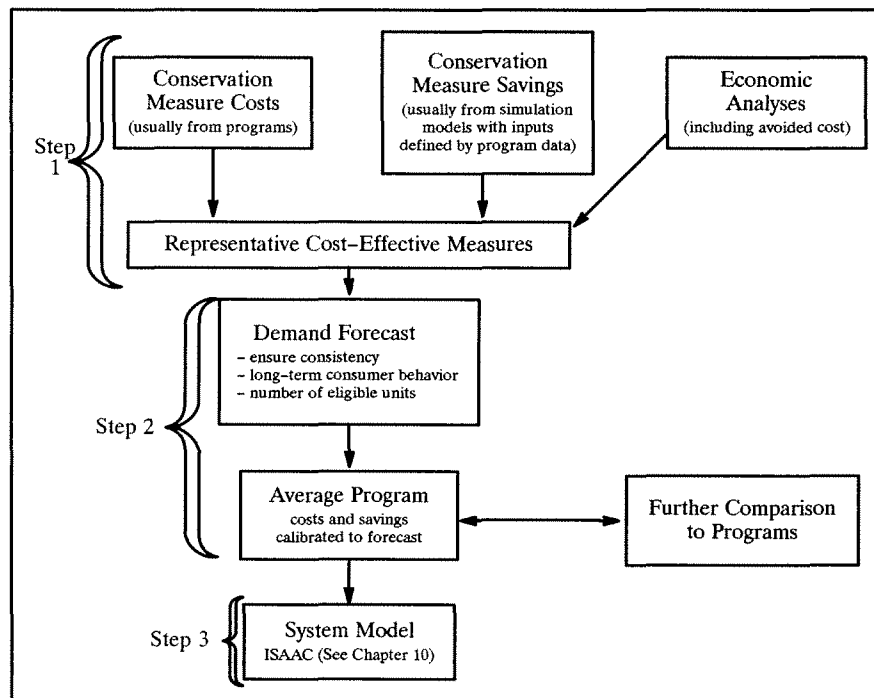 Conservation
Measure Costs
(usually from programs)
Conservation
Measure Savings
(usually from simulation
models with inputs
defined by program data)
Economic
Analyses
(including avoided cost)
Step
1
Representative Cost-Effective Measures
Demand Forecast
- ensure consistency
- long-term consumer behavior
- number of eligible units
Step 2
Average Program
costs and savings
calibrated to forecast
Further Comparison
to Programs
Step 3
System Model
ISAAC (See Chapter 10)